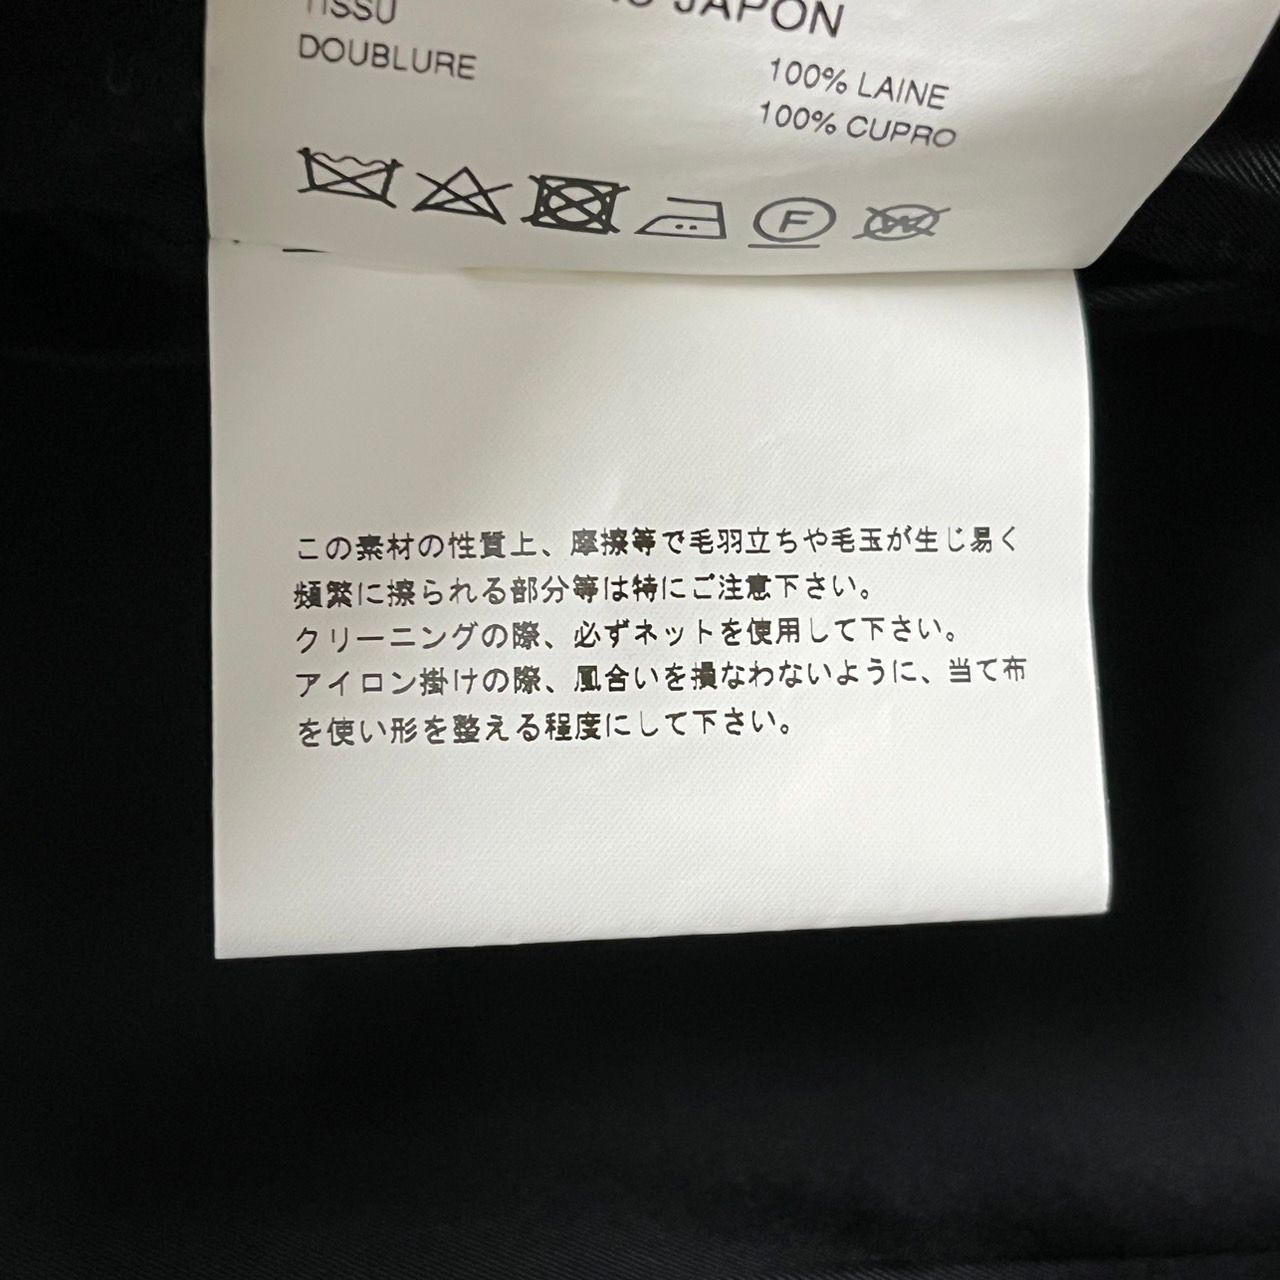 TISSU
JAPON
DOUBLURE
100% LAINE
100% CUPRO
F
W
この素材の性質上、摩擦等で毛羽立ちや毛玉が生じ易く
頻繁に擦られる部分等は特にご注意下さい。
クリーニングの際、必ずネットを使用して下さい。
アイロン掛けの際、風合いを損なわないように、当て布
を使い形を整える程度にして下さい。